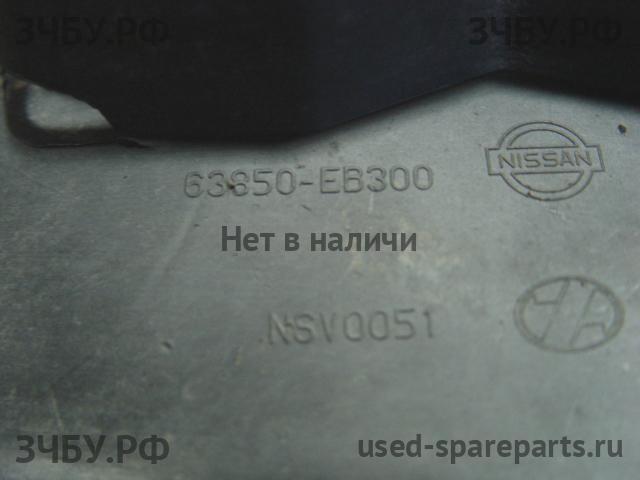 ЗЧБУ.РФ ЗЧБУ.РФ
NISSAN
63850-EB300
Нет в наличи
NSV0051
ЗЧБУ.РФ used-spareparts.ru